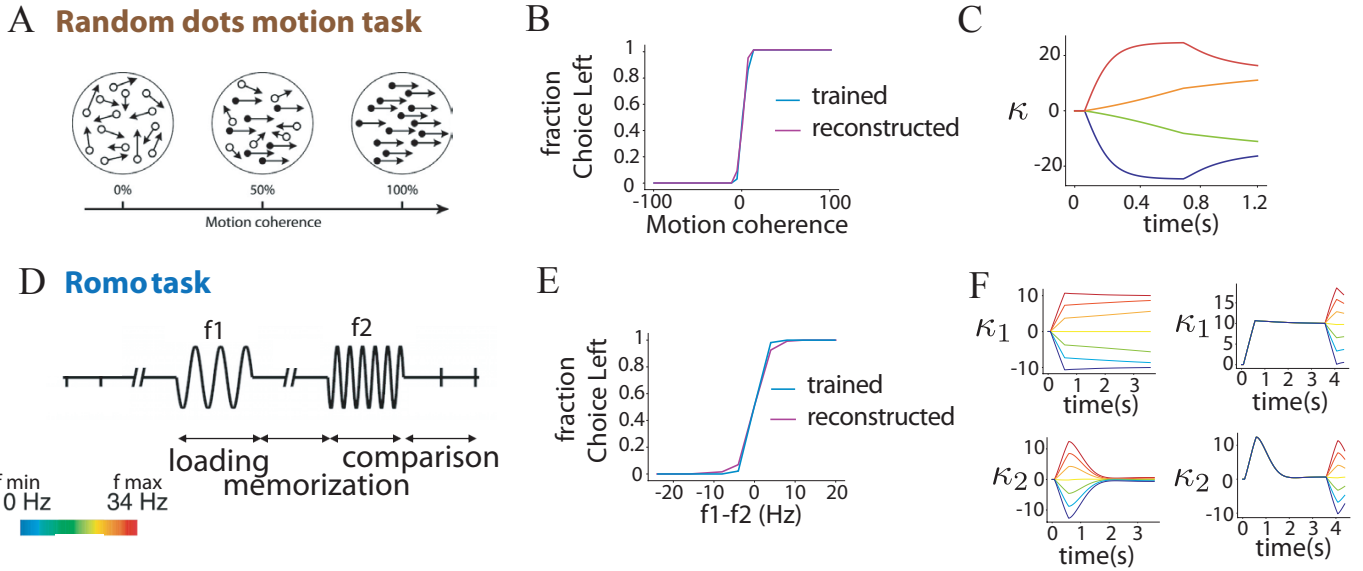 A Random dots motion task
0%
50%
100%
Motion coherence
B
fraction
Choice Left
1
0.8
0.6
0.4
0.2
0
-100
0
100
Motion coherence
trained
reconstructed
C
κ
20
0
-20
0
0.4
0.8
1.2
time(s)
D Romo task
f1
f2
loading
memorization
comparison
f min
0 Hz
f max
34 Hz
E
fraction
Choice Left
1
0.8
0.6
0.4
0.2
0
-20
-10
0
10
20
f1-f2 (Hz)
trained
reconstructed
F
κ1
10
0
-10
0 1 2 3
time(s)
κ1
15
10
5
0
0 1 2 3 4
time(s)
κ2
10
0
-10
0 1 2 3
time(s)
κ2
10
0
-10
0 1 2 3 4
time(s)